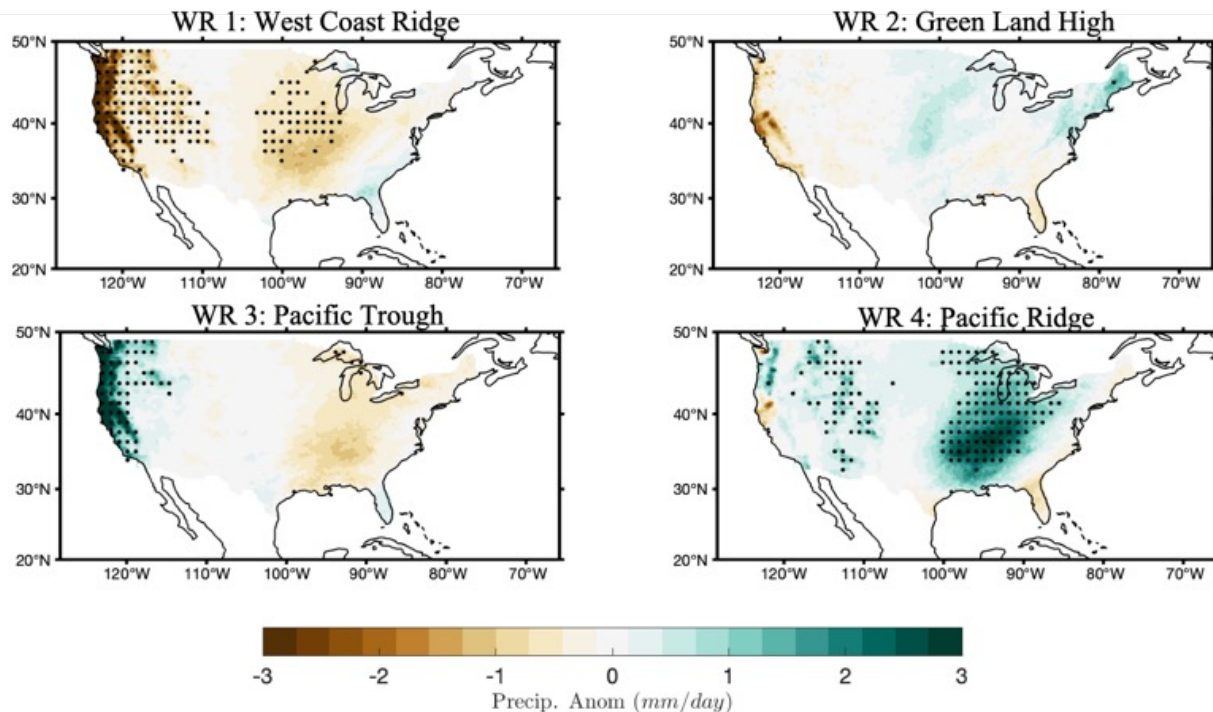 WR 1: West Coast Ridge
WR 2: Green Land High
50°N
40°N
30°N
20°N
120°W 110°W 100°W 90°W 80°W 70°W
50°N
40°N
30°N
20°N
120°W 110°W 100°W 90°W 80°W 70°W
WR 3: Pacific Trough
WR 4: Pacific Ridge
50°N
40°N
30°N
20°N
120°W 110°W 100°W 90°W 80°W 70°W
50°N
40°N
30°N
20°N
120°W 110°W 100°W 90°W 80°W 70°W
-3 -2 -1 0 1 2 3
Precip. Anom (mm/day)